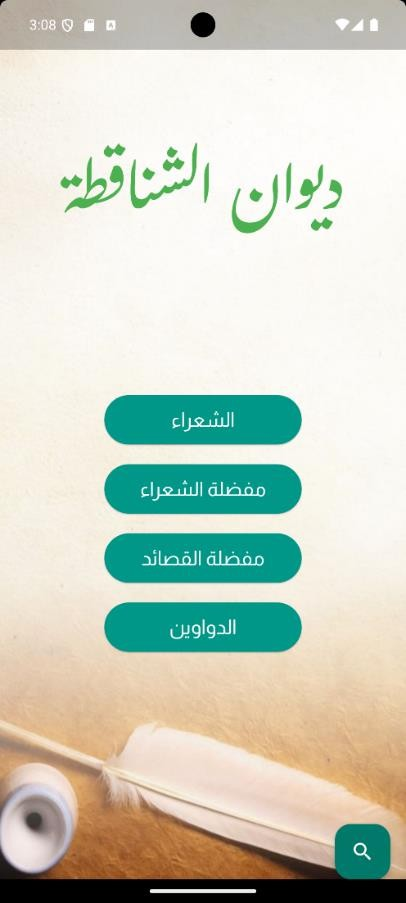 3:08
ديوان الشناقطة
الشعراء
مفضلة الشعراء
مفضلة القصائد
الدواوين